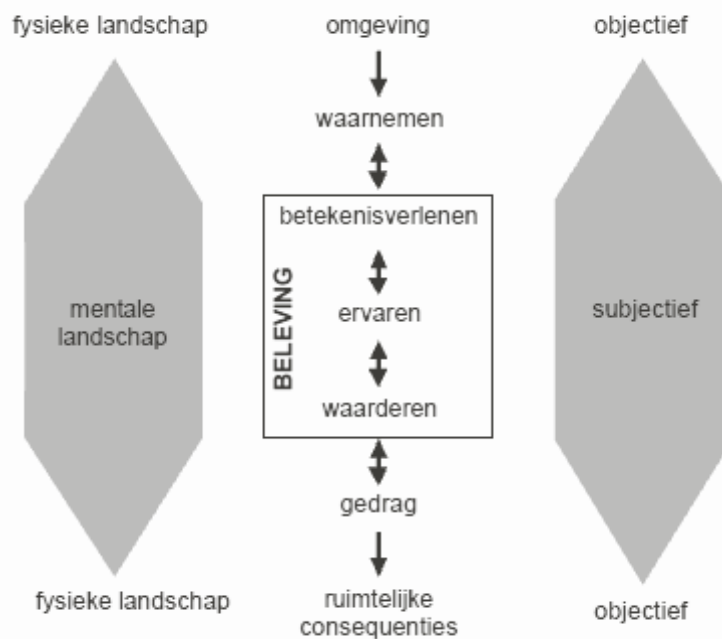 fysieke landschap
omgeving
objectief
waarnemen
betekenisverlenen
BELEVING
mentale
landschap
ervaren
subjectief
waarderen
gedrag
fysieke landschap
ruimtelijke
consequenties
objectief